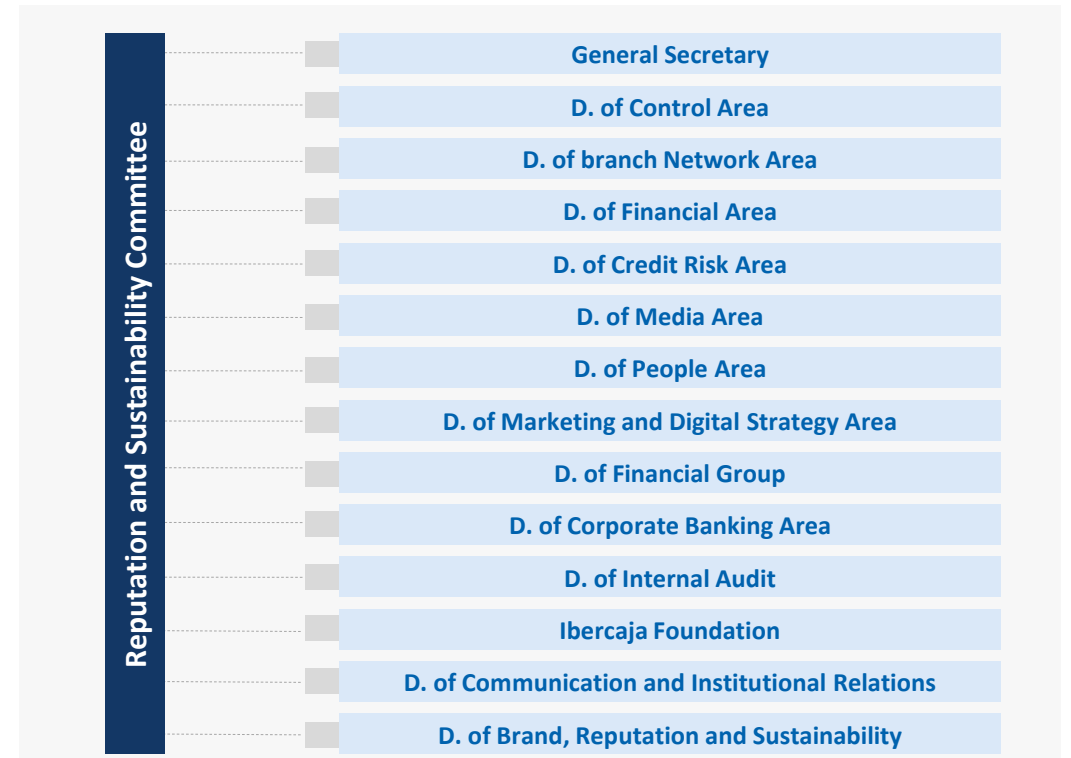 Reputation and Sustainability Committee
General Secretary
D. of Control Area
D. of branch Network Area
D. of Financial Area
D. of Credit Risk Area
D. of Media Area
D. of People Area
D. of Marketing and Digital Strategy Area
D. of Financial Group
D. of Corporate Banking Area
D. of Internal Audit
Ibercaja Foundation
D. of Communication and Institutional Relations
D. of Brand, Reputation and Sustainability